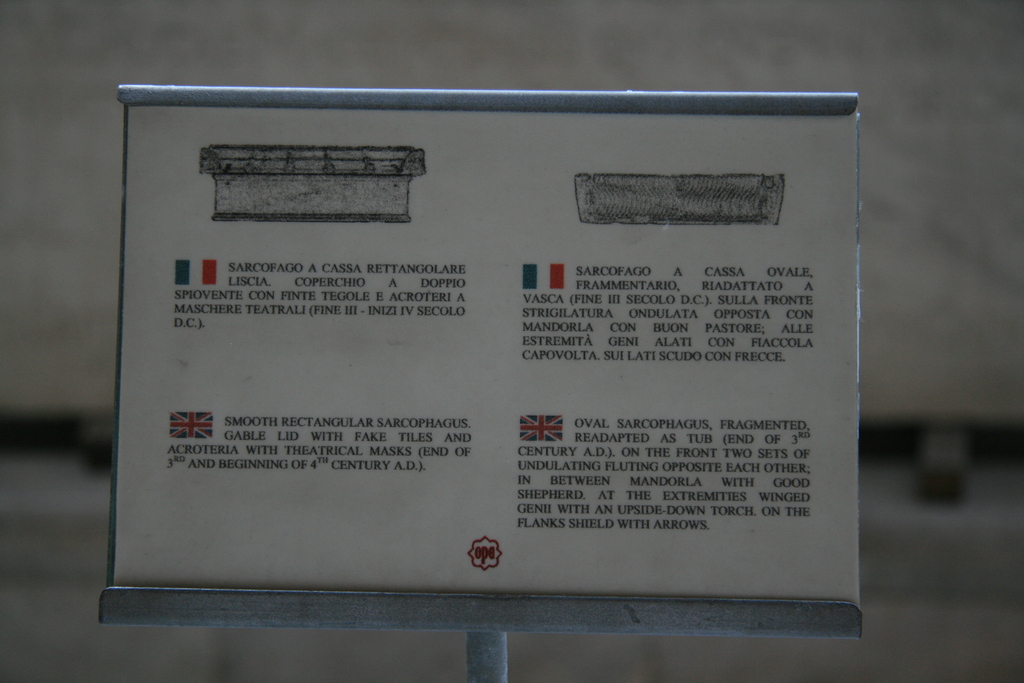 SARCOFAGO A CASSA RETTANGOLARE
LISCIA. COPERCHIO A DOPPIO
SPIOVENTE CON FINTE TEGOLE E ACROTERI A
MASCHERE TEATRALI (FINE III - INIZI IV SECOLO
D.C.).
SMOOTH RECTANGULAR SARCOPHAGUS.
GABLE LID WITH FAKE TILES AND
ACROTERIA WITH THEATRICAL MASKS (END OF
3RD AND BEGINNING OF 4TH CENTURY A.D.).
SARCOFAGO A CASSA OVALE,
FRAMMENTARIO, RIADATTATO A
VASCA (FINE III SECOLO D.C.). SULLA FRONTE
STRIGILATURA ONDULATA OPPOSTA CON
MANDORLA CON BUON PASTORE; ALLE
ESTREMITÀ GENI ALATI CON FIACCOLA
CAPOVOLTA. SUI LATI SCUDO CON FRECCE.
OVAL SARCOPHAGUS, FRAGMENTED,
READAPTED AS TUB (END OF 3RD
CENTURY A.D.). ON THE FRONT TWO SETS OF
UNDULATING FLUTING OPPOSITE EACH OTHER;
IN BETWEEN MANDORLA WITH GOOD
SHEPHERD. AT THE EXTREMITIES WINGED
GENII WITH AN UPSIDE-DOWN TORCH. ON THE
FLANKS SHIELD WITH ARROWS.
opa